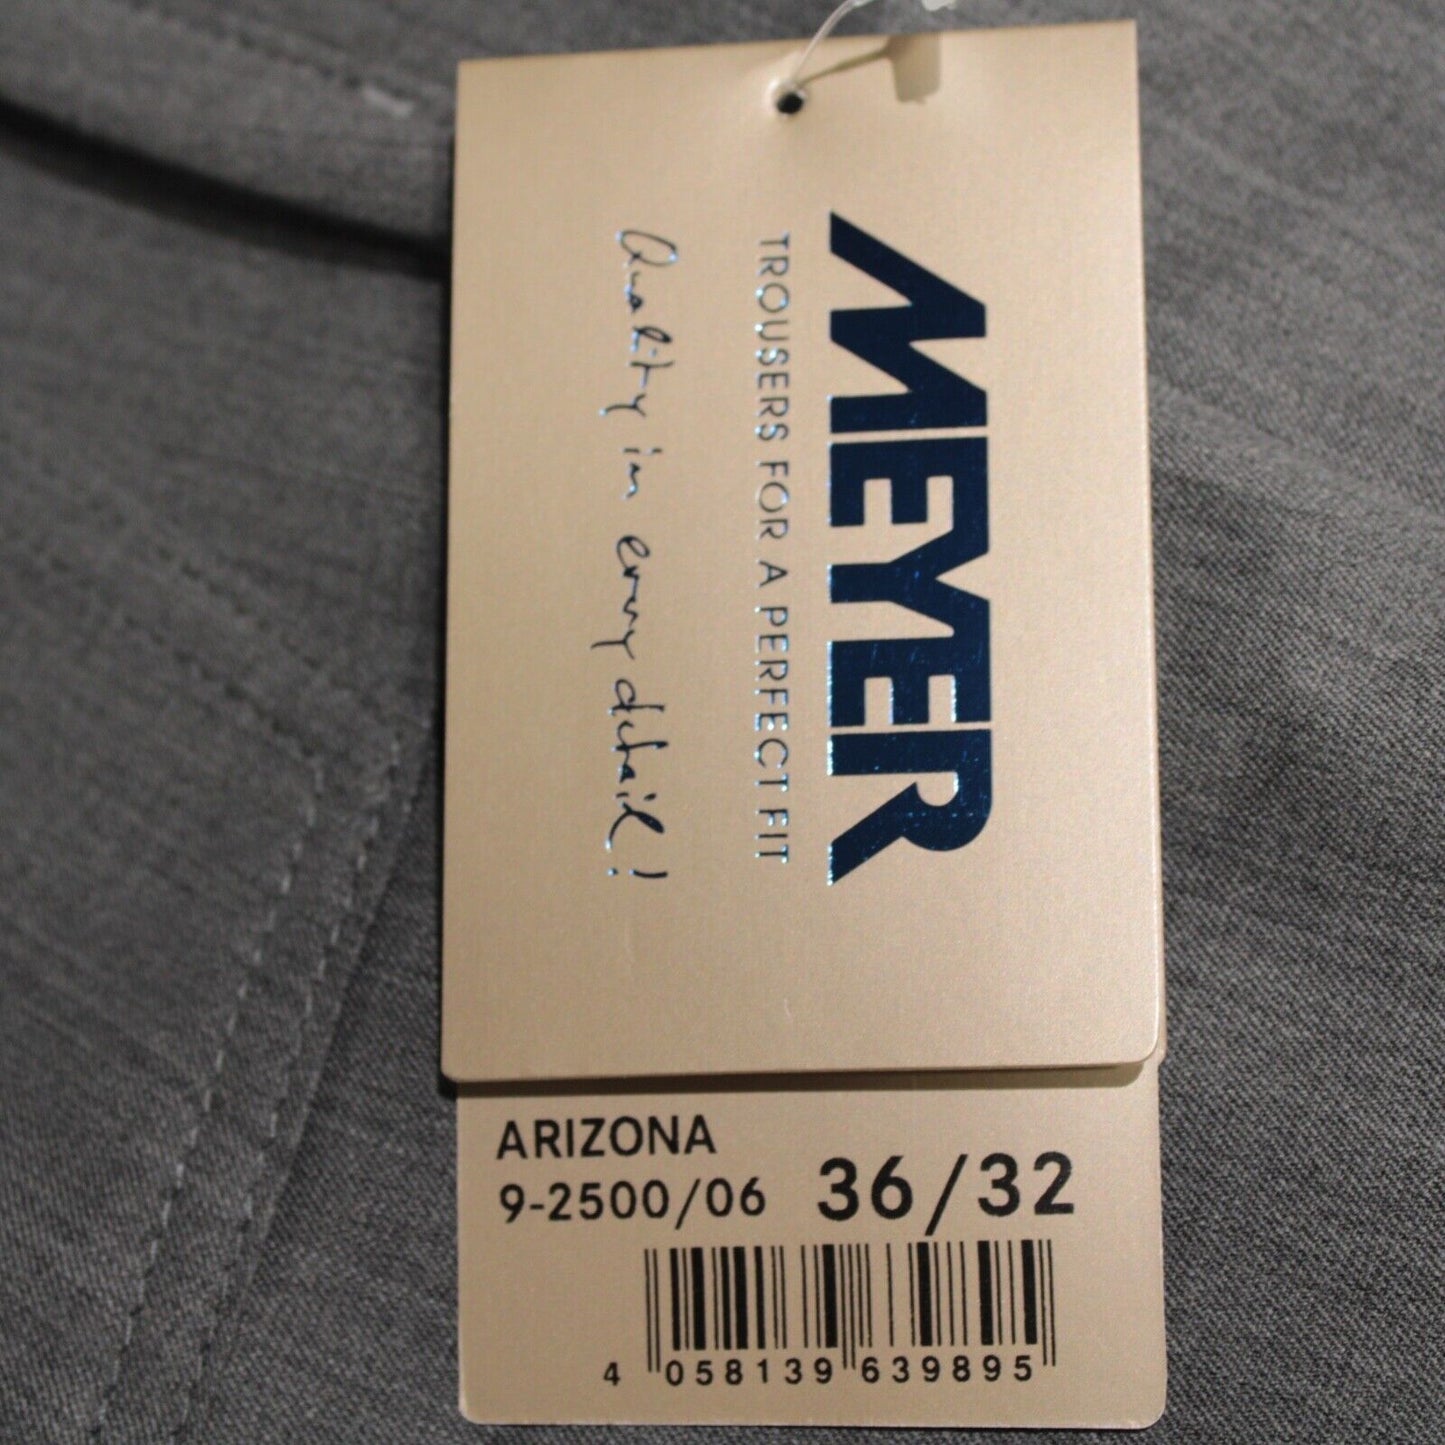 MEYER
TROUSERS FOR A PERFECT FIT
Quality in every detail!
ARIZONA
9-2500/06 36/32
4 058139 639895